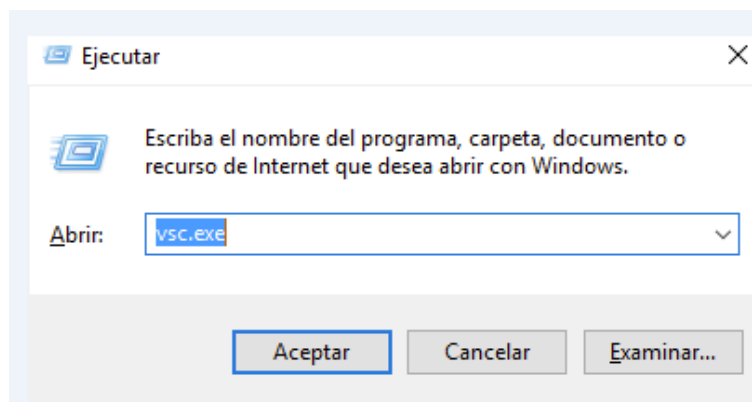 Ejecutar
Escriba el nombre del programa, carpeta, documento o
recurso de Internet que desea abrir con Windows.
Abrir:
vsc.exe
Aceptar
Cancelar
Examinar...